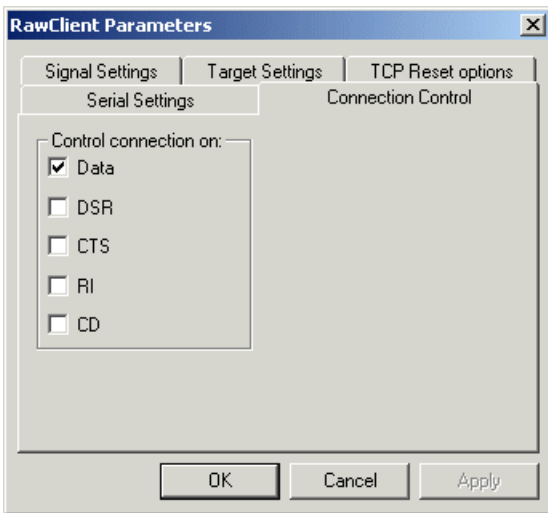 RawClient Parameters
Signal Settings Target Settings TCP Reset options
Serial Settings Connection Control
Control connection on:
Data
DSR
CTS
RI
CD
OK Cancel Apply